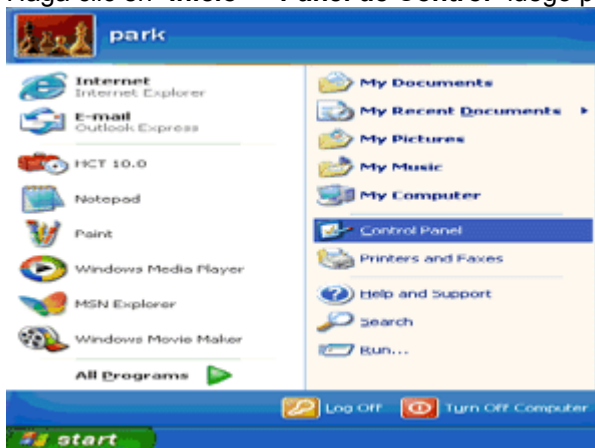 park
Internet
Internet Explorer
E-mail
Outlook Express
HCT 10.0
Notepad
Paint
Windows Media Player
MSN Explorer
Windows Movie Maker
All Programs
My Documents
My Recent Documents
My Pictures
My Music
My Computer
Control Panel
Printers and Faxes
Help and Support
Search
Run...
Log Off
Turn Off Computer
start